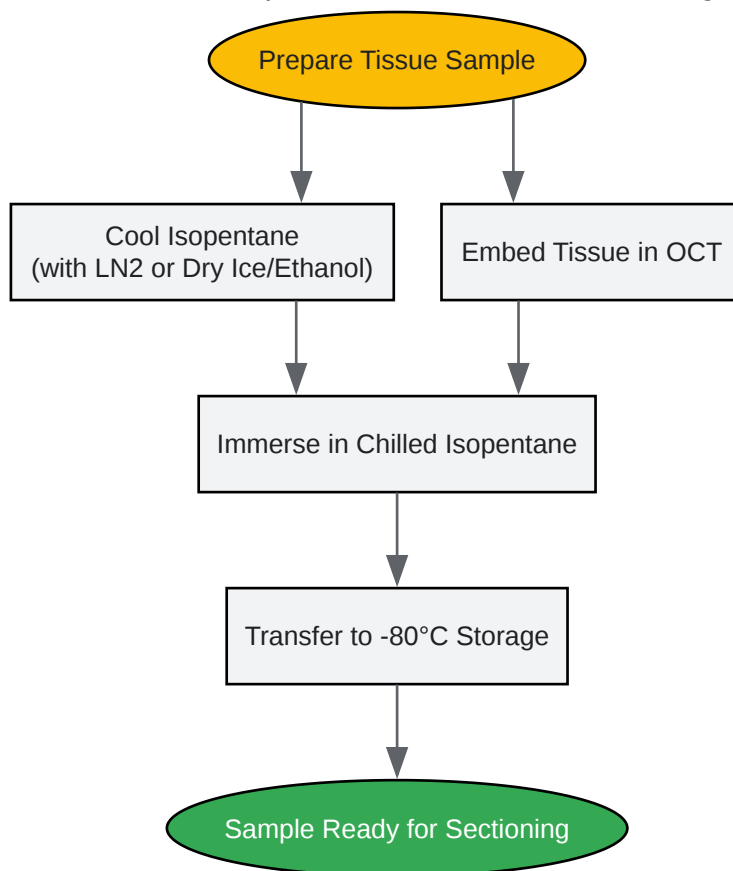 Prepare Tissue Sample
Cool Isopentane
(with LN2 or Dry Ice/Ethanol)
Embed Tissue in OCT
Immerse in Chilled Isopentane
Transfer to -80°C Storage
Sample Ready for Sectioning